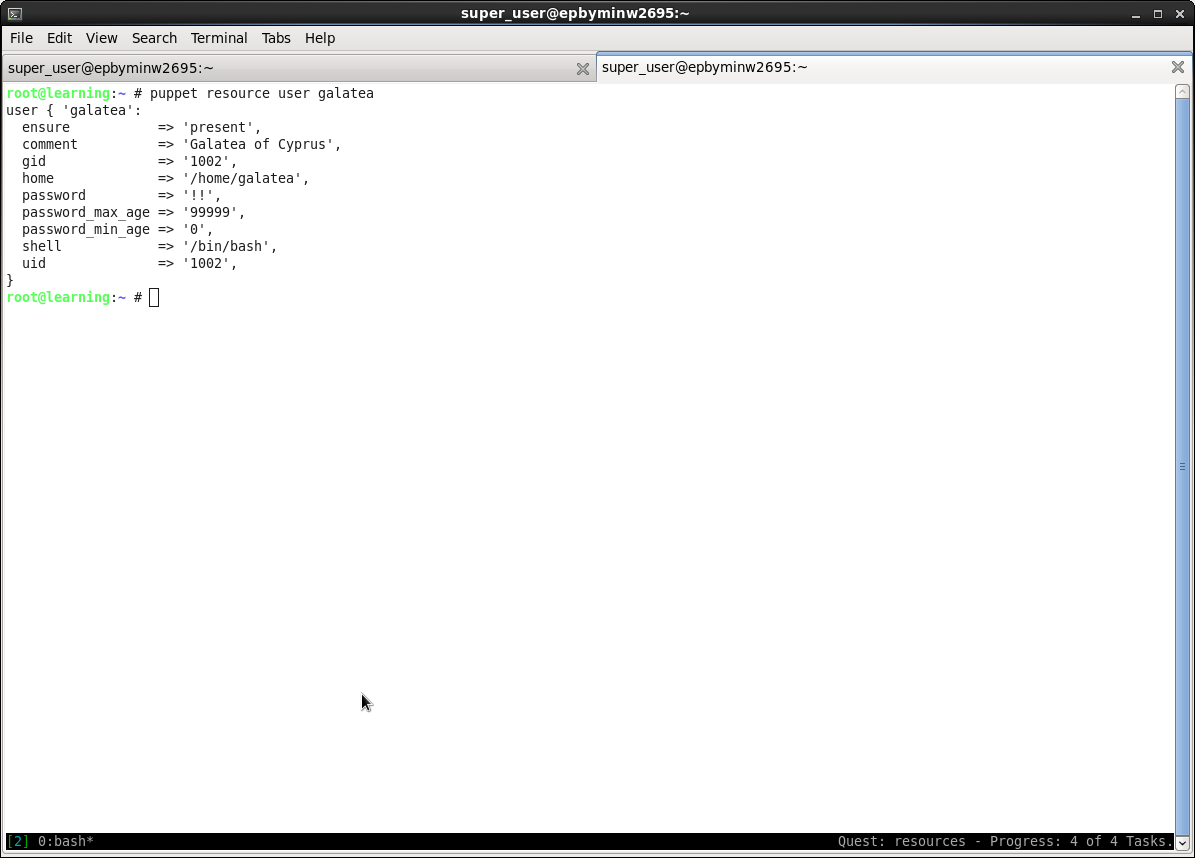 super_user@epbyminw2695:~
File Edit View Search Terminal Tabs Help
super_user@epbyminw2695:~ super_user@epbyminw2695:~
root@learning:~ # puppet resource user galatea
user { 'galatea':
  ensure           => 'present',
  comment          => 'Galatea of Cyprus',
  gid              => '1002',
  home             => '/home/galatea',
  password         => '!!',
  password_max_age => '99999',
  password_min_age => '0',
  shell            => '/bin/bash',
  uid              => '1002',
}
root@learning:~ #
[2] 0:bash* Quest: resources - Progress: 4 of 4 Tasks.